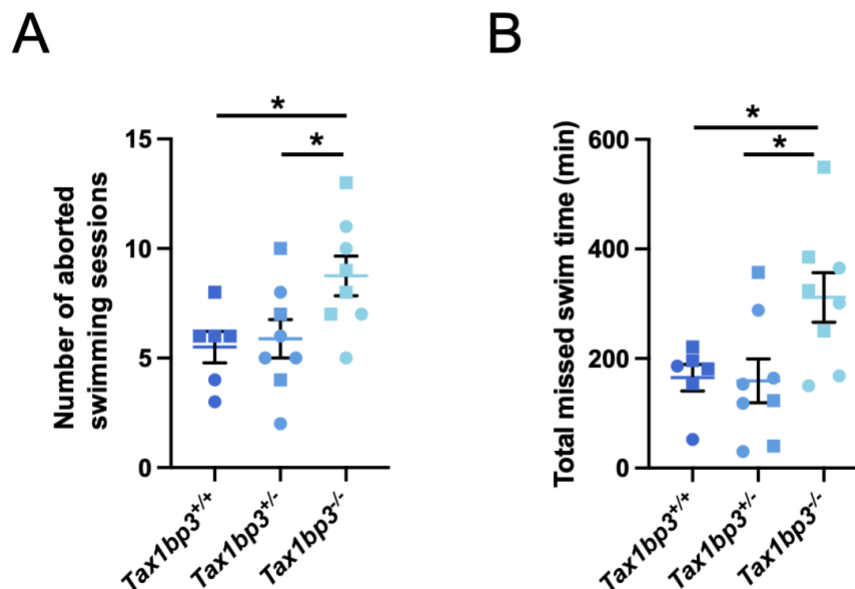 A
B
*
*
15
10
5
0
Number of aborted
swimming sessions
Tax1bp3+/+
Tax1bp3+/-
Tax1bp3-/-
*
*
600
400
200
0
Total missed swim time (min)
Tax1bp3+/+
Tax1bp3+/-
Tax1bp3-/-